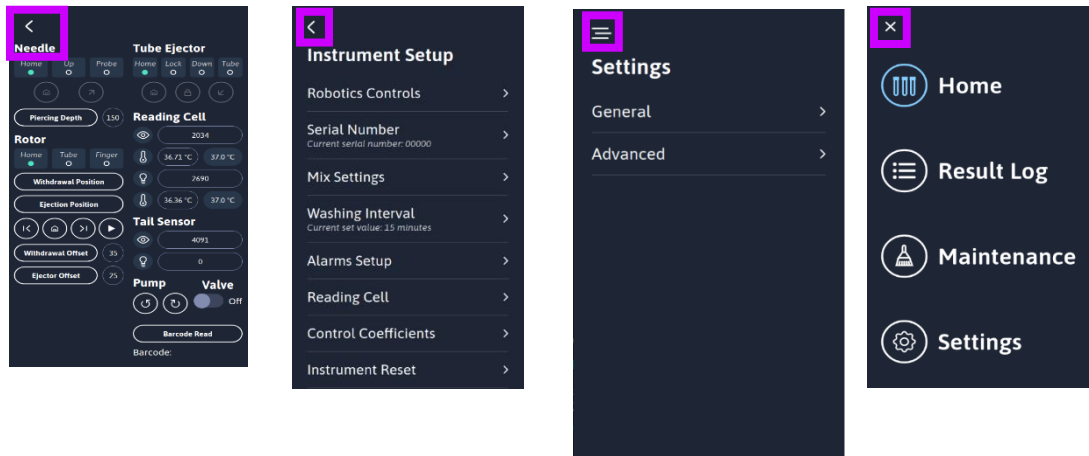 Needle
Home Up Probe
Piercing Depth 150
Rotor
Home Tube Finger
Withdrawal Position
Ejection Position
Withdrawal Offset 35
Ejector Offset 25
Tube Ejector
Home Lock Down Tube
Reading Cell
2034
36.71 °C 37.0 °C
2690
36.36 °C 37.0 °C
Tail Sensor
4091
0
Pump Valve
Off
Barcode Read
Barcode:
Instrument Setup
Robotics Controls
Serial Number
Current serial number: 00000
Mix Settings
Washing Interval
Current set value: 15 minutes
Alarms Setup
Reading Cell
Control Coefficients
Instrument Reset
Settings
General
Advanced
Home
Result Log
Maintenance
Settings